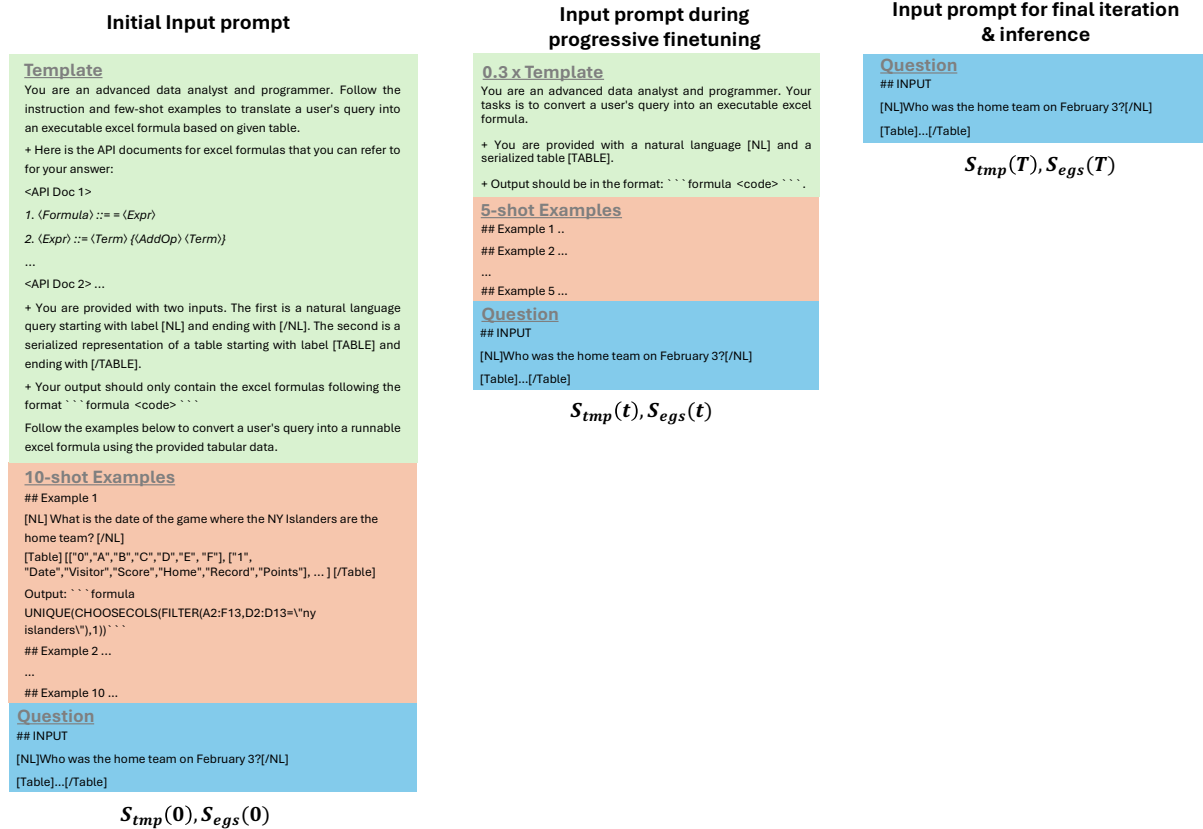 Initial Input prompt
Template
You are an advanced data analyst and programmer. Follow the
instruction and few-shot examples to translate a user's query into
an executable excel formula based on given table.
+ Here is the API documents for excel formulas that you can refer to
for your answer:
<API Doc 1>
1. ⟨Formula⟩ ::= = ⟨Expr⟩
2. ⟨Expr⟩ ::= ⟨Term⟩ {⟨AddOp⟩ ⟨Term⟩}
...
<API Doc 2> ...
+ You are provided with two inputs. The first is a natural language
query starting with label [NL] and ending with [/NL]. The second is a
serialized representation of a table starting with label [TABLE] and
ending with [/TABLE].
+ Your output should only contain the excel formulas following the
format ` ` `formula <code> ` ` `
Follow the examples below to convert a user's query into a runnable
excel formula using the provided tabular data.
10-shot Examples
## Example 1
[NL] What is the date of the game where the NY Islanders are the
home team? [/NL]
[Table] [["0","A","B","C","D","E", "F"], ["1",
"Date","Visitor","Score","Home","Record","Points"], ... ] [/Table]
Output: ` ` `formula
UNIQUE(CHOOSECOLS(FILTER(A2:F13,D2:D13=\"ny
islanders\"),1))` ` `
## Example 2 ...
...
## Example 10 ...
Question
## INPUT
[NL]Who was the home team on February 3?[/NL]
[Table]...[/Table]
S_tmp(0), S_egs(0)
Input prompt during
progressive finetuning
0.3 x Template
You are an advanced data analyst and programmer. Your
tasks is to convert a user's query into an executable excel
formula.
+ You are provided with a natural language [NL] and a
serialized table [TABLE].
+ Output should be in the format: ` ` `formula <code> ` ` `.
5-shot Examples
## Example 1 ..
## Example 2 ...
...
## Example 5 ...
Question
## INPUT
[NL]Who was the home team on February 3?[/NL]
[Table]...[/Table]
S_tmp(t), S_egs(t)
Input prompt for final iteration
& inference
Question
## INPUT
[NL]Who was the home team on February 3?[/NL]
[Table]...[/Table]
S_tmp(T), S_egs(T)